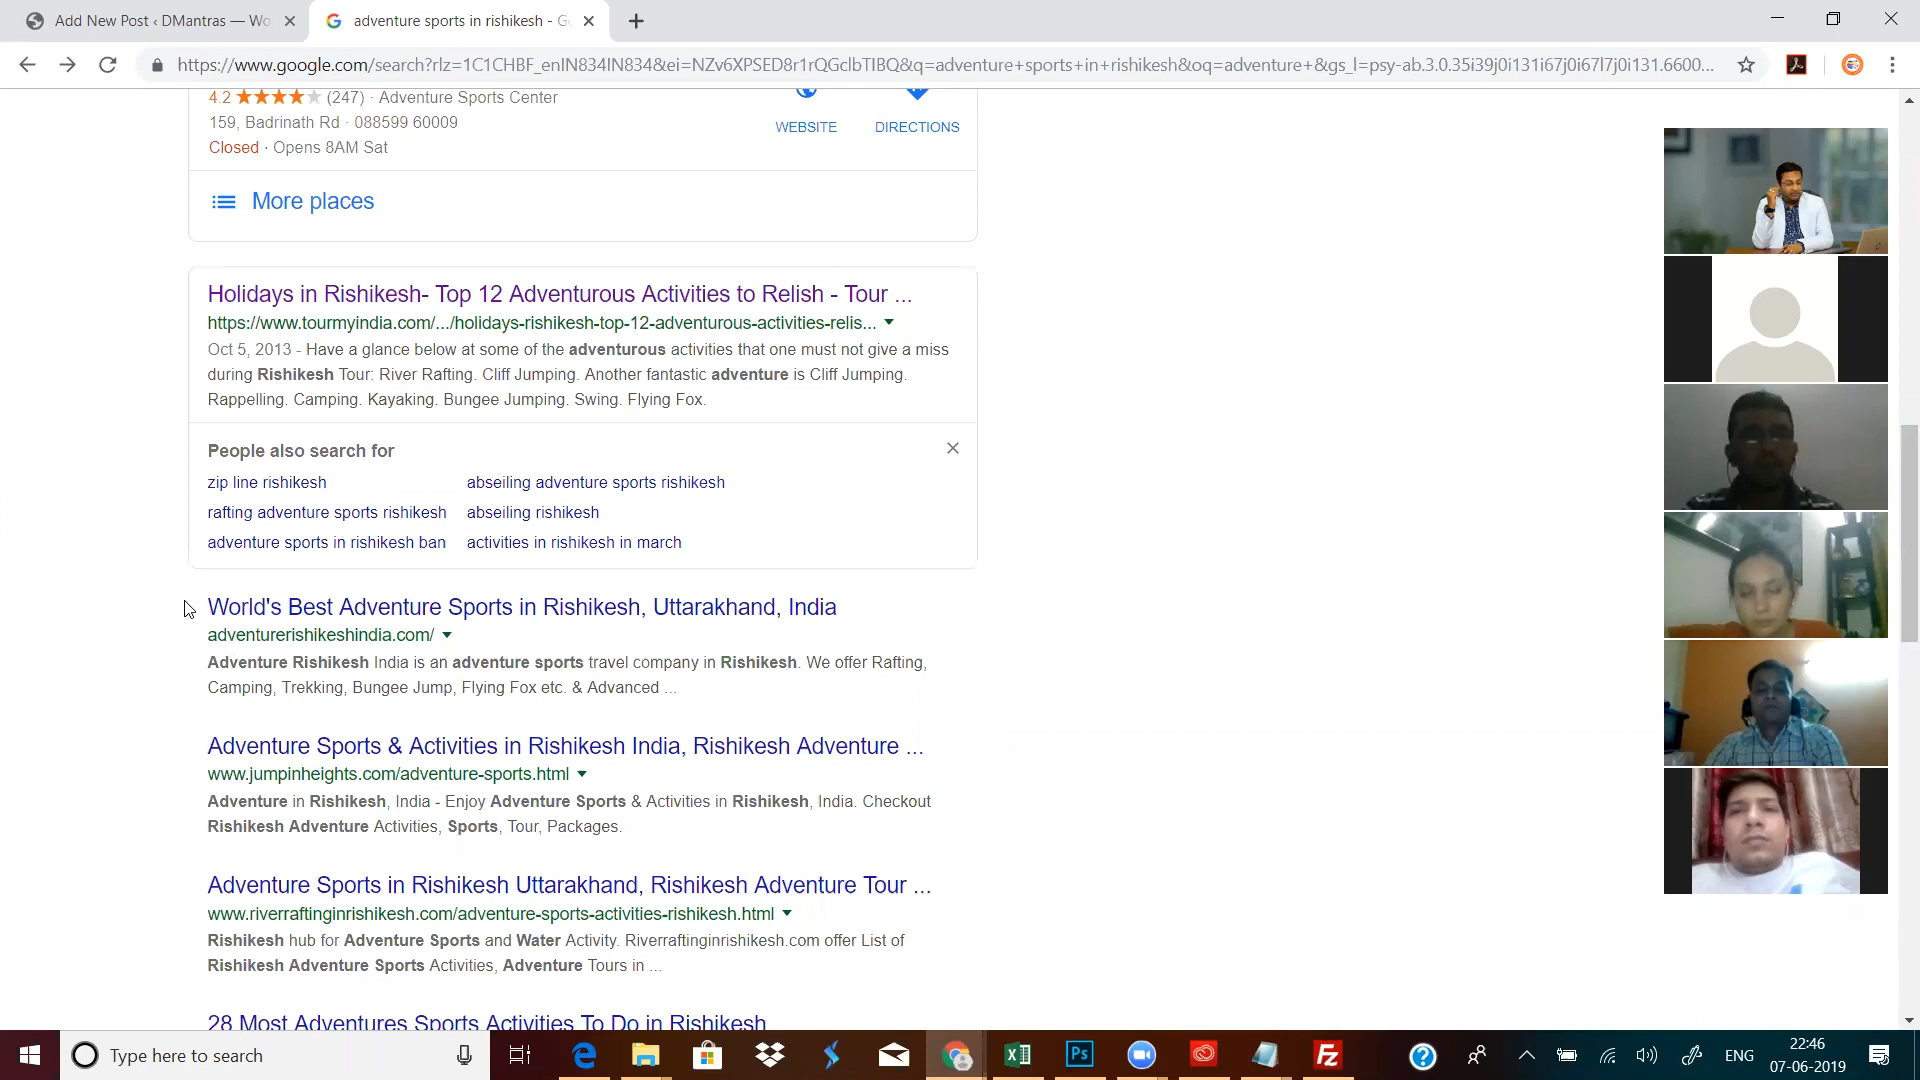 Add New Post ‹ DMantras — Wo
adventure sports in rishikesh - G
https://www.google.com/search?rlz=1C1CHBF_enIN834IN834&ei=NZv6XPSED8r1rQGclbTIBQ&q=adventure+sports+in+rishikesh&oq=adventure+&gs_l=psy-ab.3.0.35i39j0i131i67j0i67l7j0i131.6600...
4.2 (247) · Adventure Sports Center
159, Badrinath Rd · 088599 60009
Closed · Opens 8AM Sat
WEBSITE
DIRECTIONS
More places
Holidays in Rishikesh- Top 12 Adventurous Activities to Relish - Tour ...
https://www.tourmyindia.com/.../holidays-rishikesh-top-12-adventurous-activities-relis...
Oct 5, 2013 - Have a glance below at some of the adventurous activities that one must not give a miss
during Rishikesh Tour: River Rafting. Cliff Jumping. Another fantastic adventure is Cliff Jumping.
Rappelling. Camping. Kayaking. Bungee Jumping. Swing. Flying Fox.
People also search for
zip line rishikesh
abseiling adventure sports rishikesh
rafting adventure sports rishikesh
abseiling rishikesh
adventure sports in rishikesh ban
activities in rishikesh in march
World's Best Adventure Sports in Rishikesh, Uttarakhand, India
adventurerishikeshindia.com/
Adventure Rishikesh India is an adventure sports travel company in Rishikesh. We offer Rafting,
Camping, Trekking, Bungee Jump, Flying Fox etc. & Advanced ...
Adventure Sports & Activities in Rishikesh India, Rishikesh Adventure ...
www.jumpinheights.com/adventure-sports.html
Adventure in Rishikesh, India - Enjoy Adventure Sports & Activities in Rishikesh, India. Checkout
Rishikesh Adventure Activities, Sports, Tour, Packages.
Adventure Sports in Rishikesh Uttarakhand, Rishikesh Adventure Tour ...
www.riverraftinginrishikesh.com/adventure-sports-activities-rishikesh.html
Rishikesh hub for Adventure Sports and Water Activity. Riverraftinginrishikesh.com offer List of
Rishikesh Adventure Sports Activities, Adventure Tours in ...
28 Most Adventures Sports Activities To Do in Rishikesh
Type here to search
Ps
Fz
ENG
22:46
07-06-2019